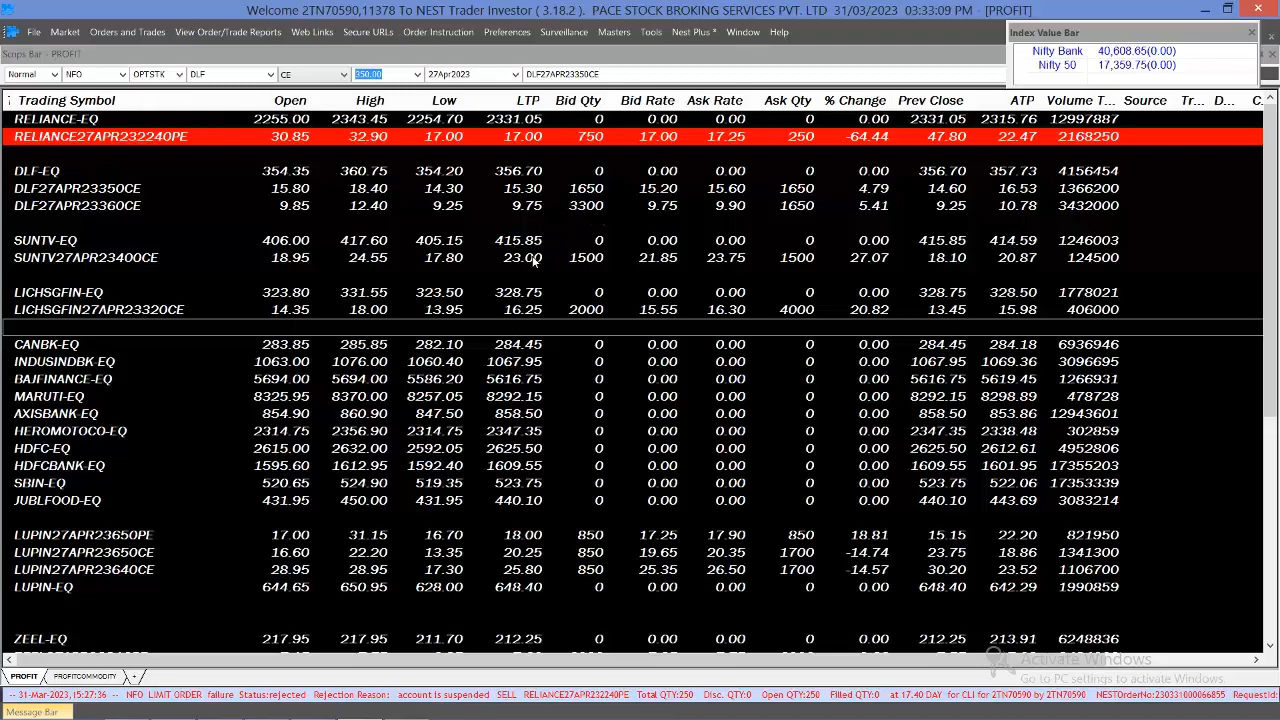 Welcome 2TN70590,11378 To NEST Trader Investor ( 3.18.2 ). PACE STOCK BROKING SERVICES PVT. LTD 31/03/2023 03:33:09 PM - [PROFIT]
File Market Orders and Trades View Order/Trade Reports Web Links Secure URLs Order Instruction Preferences Surveillance Masters Tools Nest Plus * Window Help
Index Value Bar
Nifty Bank 40,608.65(0.00)
Nifty 50 17,359.75(0.00)
Scrips Bar - PROFIT
Normal NFO OPTSTK DLF CE 350.00 27Apr2023 DLF27APR23350CE
Trading Symbol Open High Low LTP Bid Qty Bid Rate Ask Rate Ask Qty % Change Prev Close ATP Volume T... Source Tr... D... C...
RELIANCE-EQ 2255.00 2343.45 2254.70 2331.05 0 0.00 0.00 0 0.00 2331.05 2315.76 12997887
RELIANCE27APR232240PE 30.85 32.90 17.00 17.00 750 17.00 17.25 250 -64.44 47.80 22.47 2168250
DLF-EQ 354.35 360.75 354.20 356.70 0 0.00 0.00 0 0.00 356.70 357.73 4156454
DLF27APR23350CE 15.80 18.40 14.30 15.30 1650 15.20 15.60 1650 4.79 14.60 16.53 1366200
DLF27APR23360CE 9.85 12.40 9.25 9.75 3300 9.75 9.90 1650 5.41 9.25 10.78 3432000
SUNTV-EQ 406.00 417.60 405.15 415.85 0 0.00 0.00 0 0.00 415.85 414.59 1246003
SUNTV27APR23400CE 18.95 24.55 17.80 23.00 1500 21.85 23.75 1500 27.07 18.10 20.87 124500
LICHSGFIN-EQ 323.80 331.55 323.50 328.75 0 0.00 0.00 0 0.00 328.75 328.50 1778021
LICHSGFIN27APR23320CE 14.35 18.00 13.95 16.25 2000 15.55 16.30 4000 20.82 13.45 15.98 406000
CANBK-EQ 283.85 285.85 282.10 284.45 0 0.00 0.00 0 0.00 284.45 284.18 6936946
INDUSINDBK-EQ 1063.00 1076.00 1060.40 1067.95 0 0.00 0.00 0 0.00 1067.95 1069.36 3096695
BAJFINANCE-EQ 5694.00 5694.00 5586.20 5616.75 0 0.00 0.00 0 0.00 5616.75 5619.45 1266931
MARUTI-EQ 8325.95 8370.00 8257.05 8292.15 0 0.00 0.00 0 0.00 8292.15 8298.89 478728
AXISBANK-EQ 854.90 860.90 847.50 858.50 0 0.00 0.00 0 0.00 858.50 853.86 12943601
HEROMOTOCO-EQ 2314.75 2356.90 2314.75 2347.35 0 0.00 0.00 0 0.00 2347.35 2338.48 302859
HDFC-EQ 2615.00 2632.00 2592.05 2625.50 0 0.00 0.00 0 0.00 2625.50 2612.61 4952806
HDFCBANK-EQ 1595.60 1612.95 1592.40 1609.55 0 0.00 0.00 0 0.00 1609.55 1601.95 17355203
SBIN-EQ 520.65 524.90 519.35 523.75 0 0.00 0.00 0 0.00 523.75 522.06 17353339
JUBLFOOD-EQ 431.95 450.00 431.95 440.10 0 0.00 0.00 0 0.00 440.10 443.69 3083214
LUPIN27APR23650PE 17.00 31.15 16.70 18.00 850 17.25 17.90 850 18.81 15.15 22.20 821950
LUPIN27APR23650CE 16.60 22.20 13.35 20.25 850 19.65 20.35 1700 -14.74 23.75 18.86 1341300
LUPIN27APR23640CE 28.95 28.95 17.30 25.80 850 25.35 26.50 1700 -14.57 30.20 23.52 1106700
LUPIN-EQ 644.65 650.95 628.00 648.40 0 0.00 0.00 0 0.00 648.40 642.29 1990859
ZEEL-EQ 217.95 217.95 211.70 212.25 0 0.00 0.00 0 0.00 212.25 213.91 6248836
Activate Windows
Go to PC settings to activate Windows.
PROFIT PROFITCOMMODITY +
-- 31-Mar-2023, 15:27:36 -- NFO LIMIT ORDER failure Status:rejected Rejection Reason: account is suspended SELL RELIANCE27APR232240PE Total QTY:250 Disc. QTY:0 Open QTY:250 Filled QTY:0 at 17.40 DAY for CLI for 2TN70590 by 2TN70590 NESTOrderNo:230331000066855 RequestId:
Message Bar